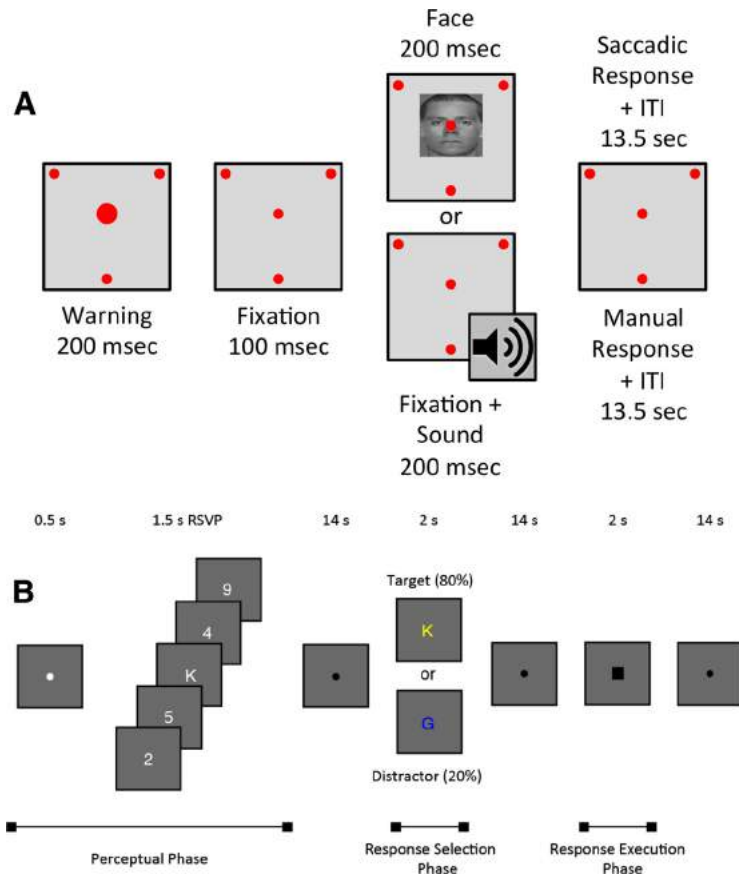 A
Warning
200 msec
Fixation
100 msec
Face
200 msec
or
Fixation +
Sound
200 msec
Saccadic
Response
+ ITI
13.5 sec
Manual
Response
+ ITI
13.5 sec
B
0.5 s
1.5 s RSVP
14 s
2 s
14 s
2 s
14 s
9
4
K
5
2
Target (80%)
K
or
G
Distractor (20%)
Perceptual Phase
Response Selection
Phase
Response Execution
Phase